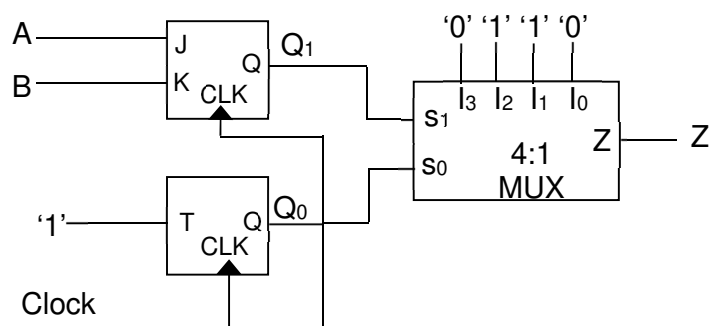 ‘0’ ‘1’ ‘1’ ‘0’
A
J
Q1
Q
B
K
CLK
I3 I2 I1 I0
s1
4:1
MUX
Z
Z
s0
‘1’
T
Q
Q0
CLK
Clock